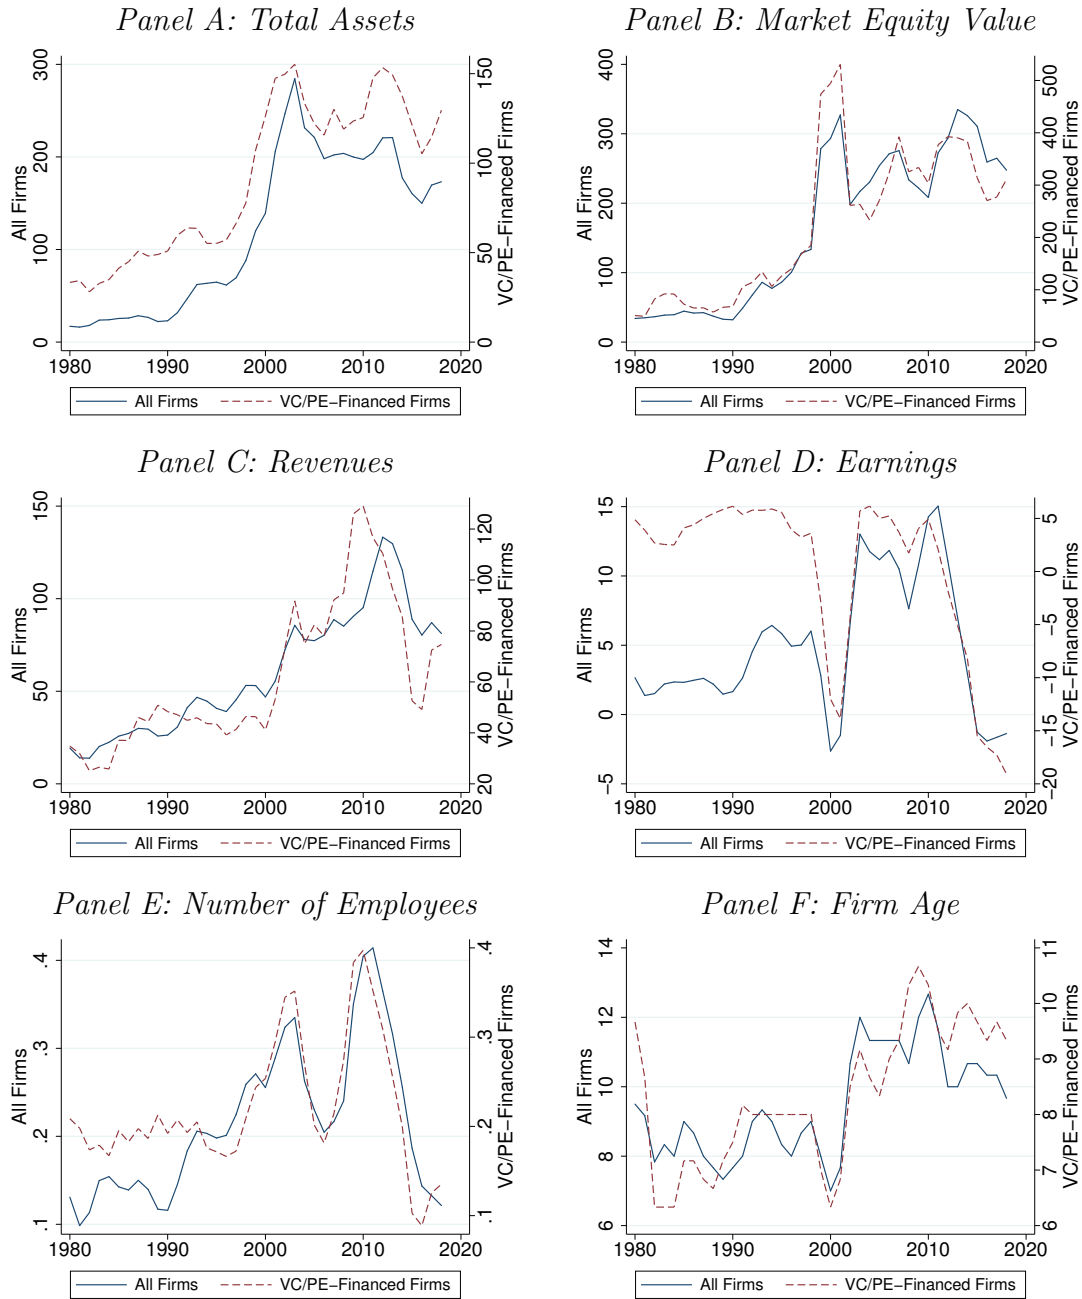 Panel A: Total Assets
Panel B: Market Equity Value
All Firms
0 100 200 300
VC/PE−Financed Firms
0 50 100 150
1980 1990 2000 2010 2020
All Firms VC/PE−Financed Firms
All Firms
0 100 200 300 400
VC/PE−Financed Firms
0 100 200 300 400 500
1980 1990 2000 2010 2020
All Firms VC/PE−Financed Firms
Panel C: Revenues
Panel D: Earnings
All Firms
0 50 100 150
VC/PE−Financed Firms
20 40 60 80 100 120
1980 1990 2000 2010 2020
All Firms VC/PE−Financed Firms
All Firms
−5 0 5 10 15
VC/PE−Financed Firms
−20 −15 −10 −5 0 5
1980 1990 2000 2010 2020
All Firms VC/PE−Financed Firms
Panel E: Number of Employees
Panel F: Firm Age
All Firms
.1 .2 .3 .4
VC/PE−Financed Firms
.1 .2 .3 .4
1980 1990 2000 2010 2020
All Firms VC/PE−Financed Firms
All Firms
6 8 10 12 14
VC/PE−Financed Firms
6 7 8 9 10 11
1980 1990 2000 2010 2020
All Firms VC/PE−Financed Firms